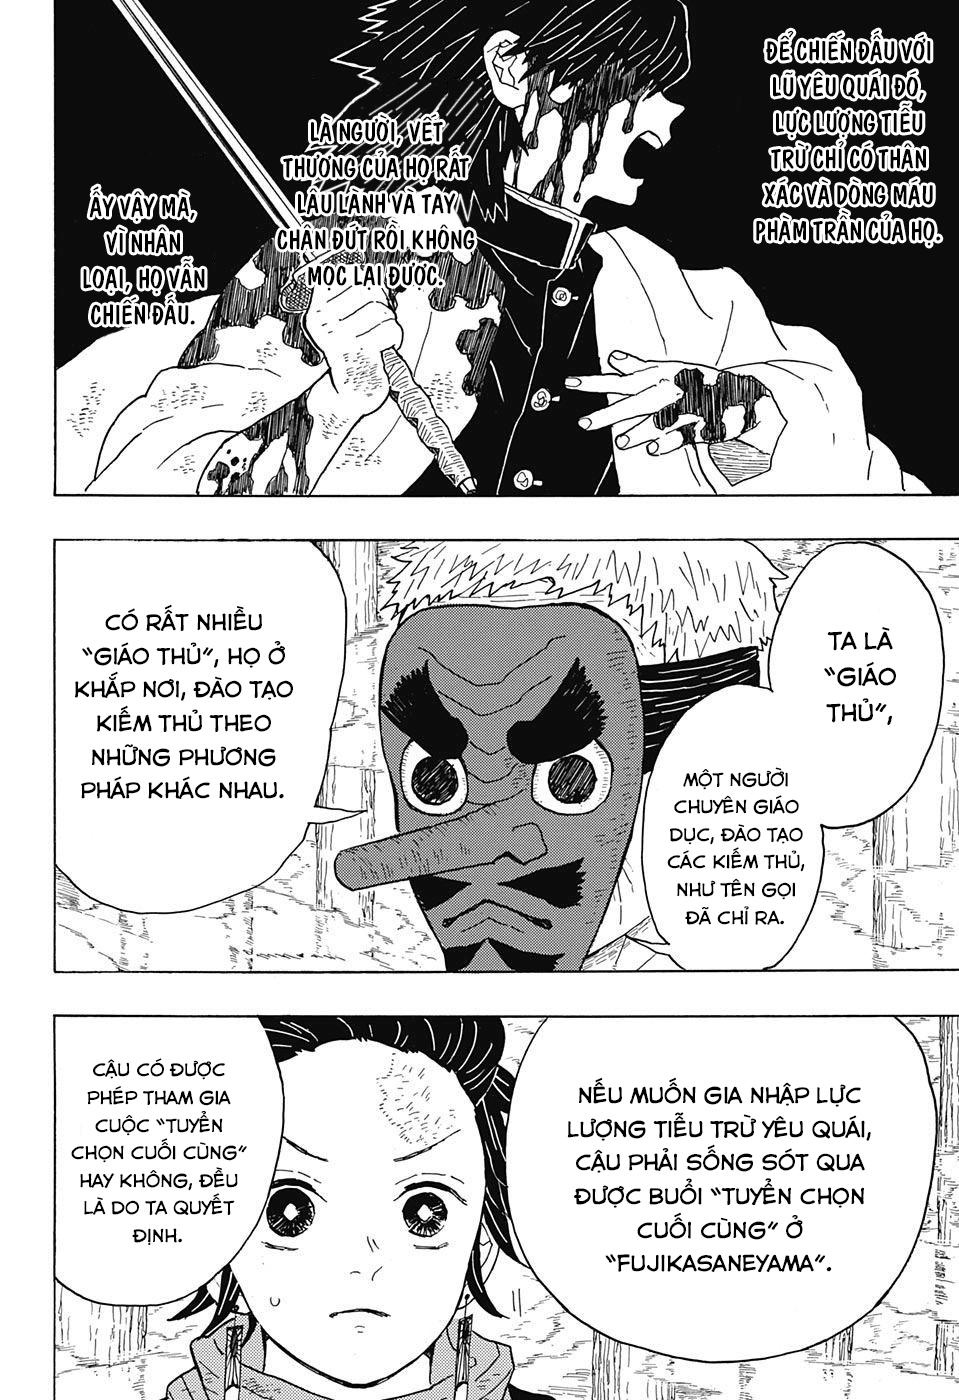 ĐỂ CHIẾN ĐẤU VỚI
LŨ YÊU QUÁI ĐÓ,
LỰC LƯỢNG TIỄU
TRỪ CHỈ CÓ THÂN
XÁC VÀ DÒNG MÁU
PHÀM TRẦN CỦA HỌ.
LÀ NGƯỜI, VẾT
THƯƠNG CỦA HỌ RẤT
LÂU LÀNH VÀ TAY
CHÂN ĐỨT RỒI KHÔNG
MỌC LẠI ĐƯỢC.
ẤY VẬY MÀ,
VÌ NHÂN
LOẠI, HỌ VẪN
CHIẾN ĐẤU.
TA LÀ
“GIÁO
THỦ”,
MỘT NGƯỜI
CHUYÊN GIÁO
DỤC, ĐÀO TẠO
CÁC KIẾM THỦ,
NHƯ TÊN GỌI
ĐÃ CHỈ RA.
CÓ RẤT NHIỀU
“GIÁO THỦ”, HỌ Ở
KHẮP NƠI, ĐÀO TẠO
KIẾM THỦ THEO
NHỮNG PHƯƠNG
PHÁP KHÁC NHAU.
NẾU MUỐN GIA NHẬP LỰC
LƯỢNG TIỄU TRỪ YÊU QUÁI,
CẬU PHẢI SỐNG SÓT QUA
ĐƯỢC BUỔI “TUYỂN CHỌN
CUỐI CÙNG” Ở
“FUJIKASANEYAMA”.
CẬU CÓ ĐƯỢC
PHÉP THAM GIA
CUỘC “TUYỂN
CHỌN CUỐI CÙNG”
HAY KHÔNG, ĐỀU
LÀ DO TA QUYẾT
ĐỊNH.